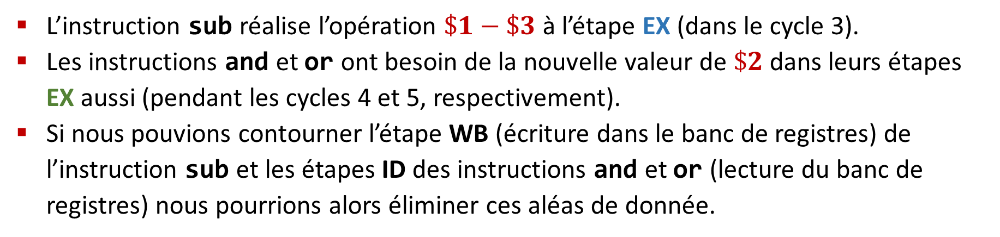 ▪ L’instruction sub réalise l’opération $1 − $3 à l’étape EX (dans le cycle 3).
▪ Les instructions and et or ont besoin de la nouvelle valeur de $2 dans leurs étapes
EX aussi (pendant les cycles 4 et 5, respectivement).
▪ Si nous pouvions contourner l’étape WB (écriture dans le banc de registres) de
l’instruction sub et les étapes ID des instructions and et or (lecture du banc de
registres) nous pourrions alors éliminer ces aléas de donnée.